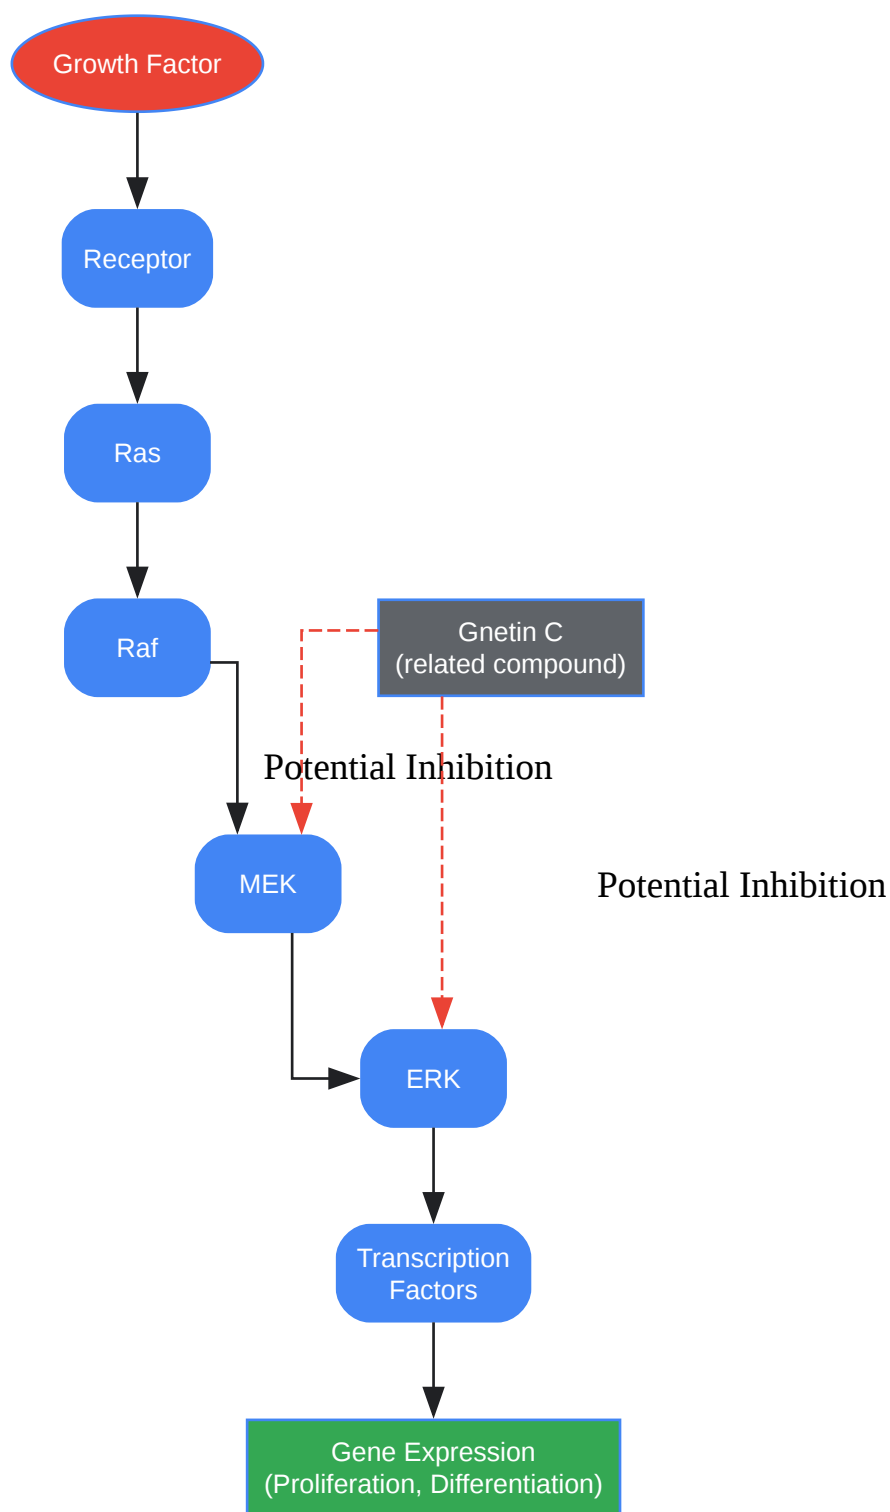 Growth Factor
Receptor
Ras
Raf
Gnetin C
(related compound)
Potential Inhibition
MEK
Potential Inhibition
ERK
Transcription
Factors
Gene Expression
(Proliferation, Differentiation)